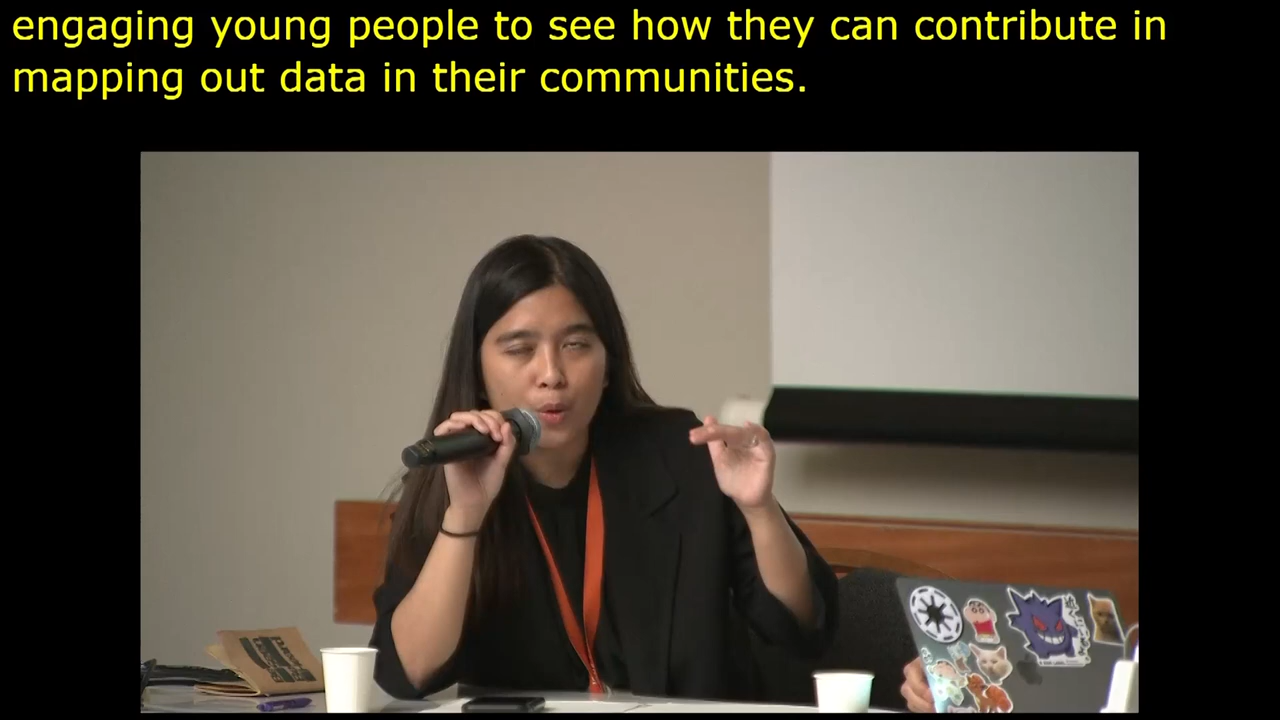 engaging young people to see how they can contribute in
mapping out data in their communities.